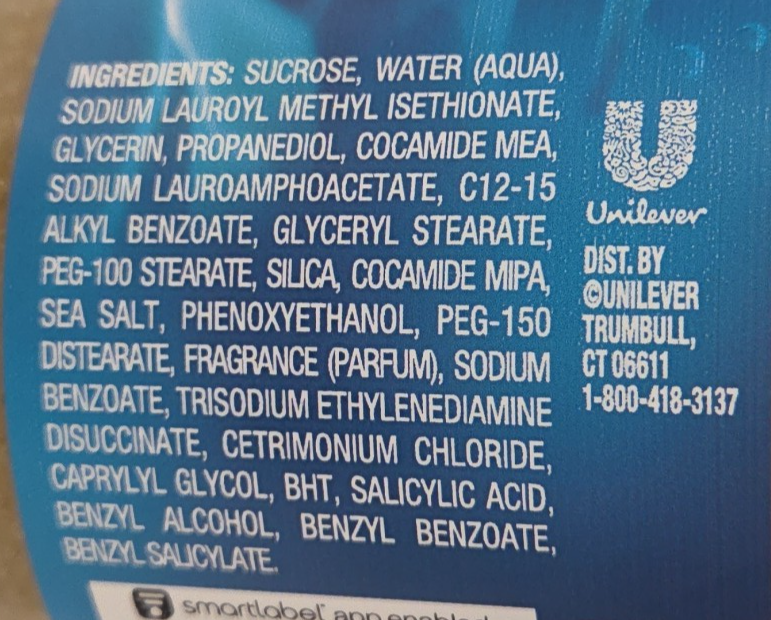 INGREDIENTS: SUCROSE, WATER (AQUA),
SODIUM LAUROYL METHYL ISETHIONATE,
GLYCERIN, PROPANEDIOL, COCAMIDE MEA,
SODIUM LAUROAMPHOACETATE, C12-15
ALKYL BENZOATE, GLYCERYL STEARATE,
PEG-100 STEARATE, SILICA, COCAMIDE MIPA,
SEA SALT, PHENOXYETHANOL, PEG-150
DISTEARATE, FRAGRANCE (PARFUM), SODIUM
BENZOATE, TRISODIUM ETHYLENEDIAMINE
DISUCCINATE, CETRIMONIUM CHLORIDE,
CAPRYLYL GLYCOL, BHT, SALICYLIC ACID,
BENZYL ALCOHOL, BENZYL BENZOATE,
BENZYL SALICYLATE.
Unilever
DIST. BY
©UNILEVER
TRUMBULL,
CT 06611
1-800-418-3137
smartlabel app enabled